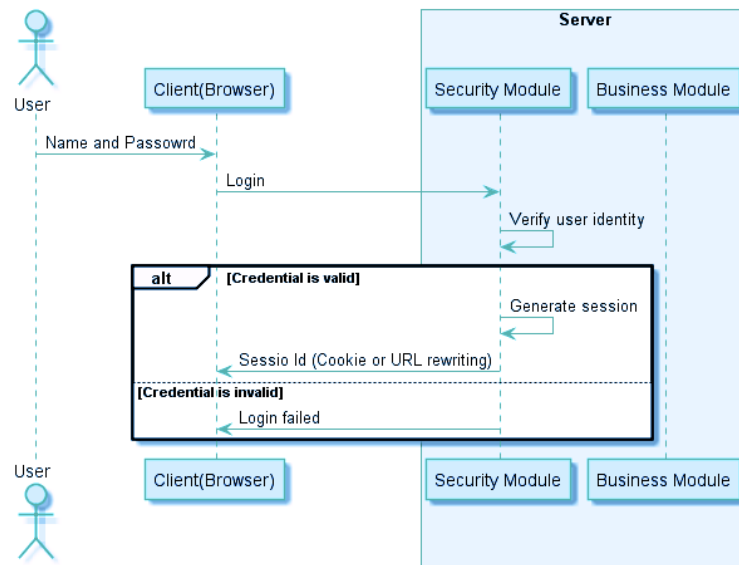 Server
User
Client(Browser)
Security Module
Business Module
Name and Passowrd
Login
Verify user identity
alt
[Credential is valid]
Generate session
Sessio Id (Cookie or URL rewriting)
[Credential is invalid]
Login failed
User
Client(Browser)
Security Module
Business Module